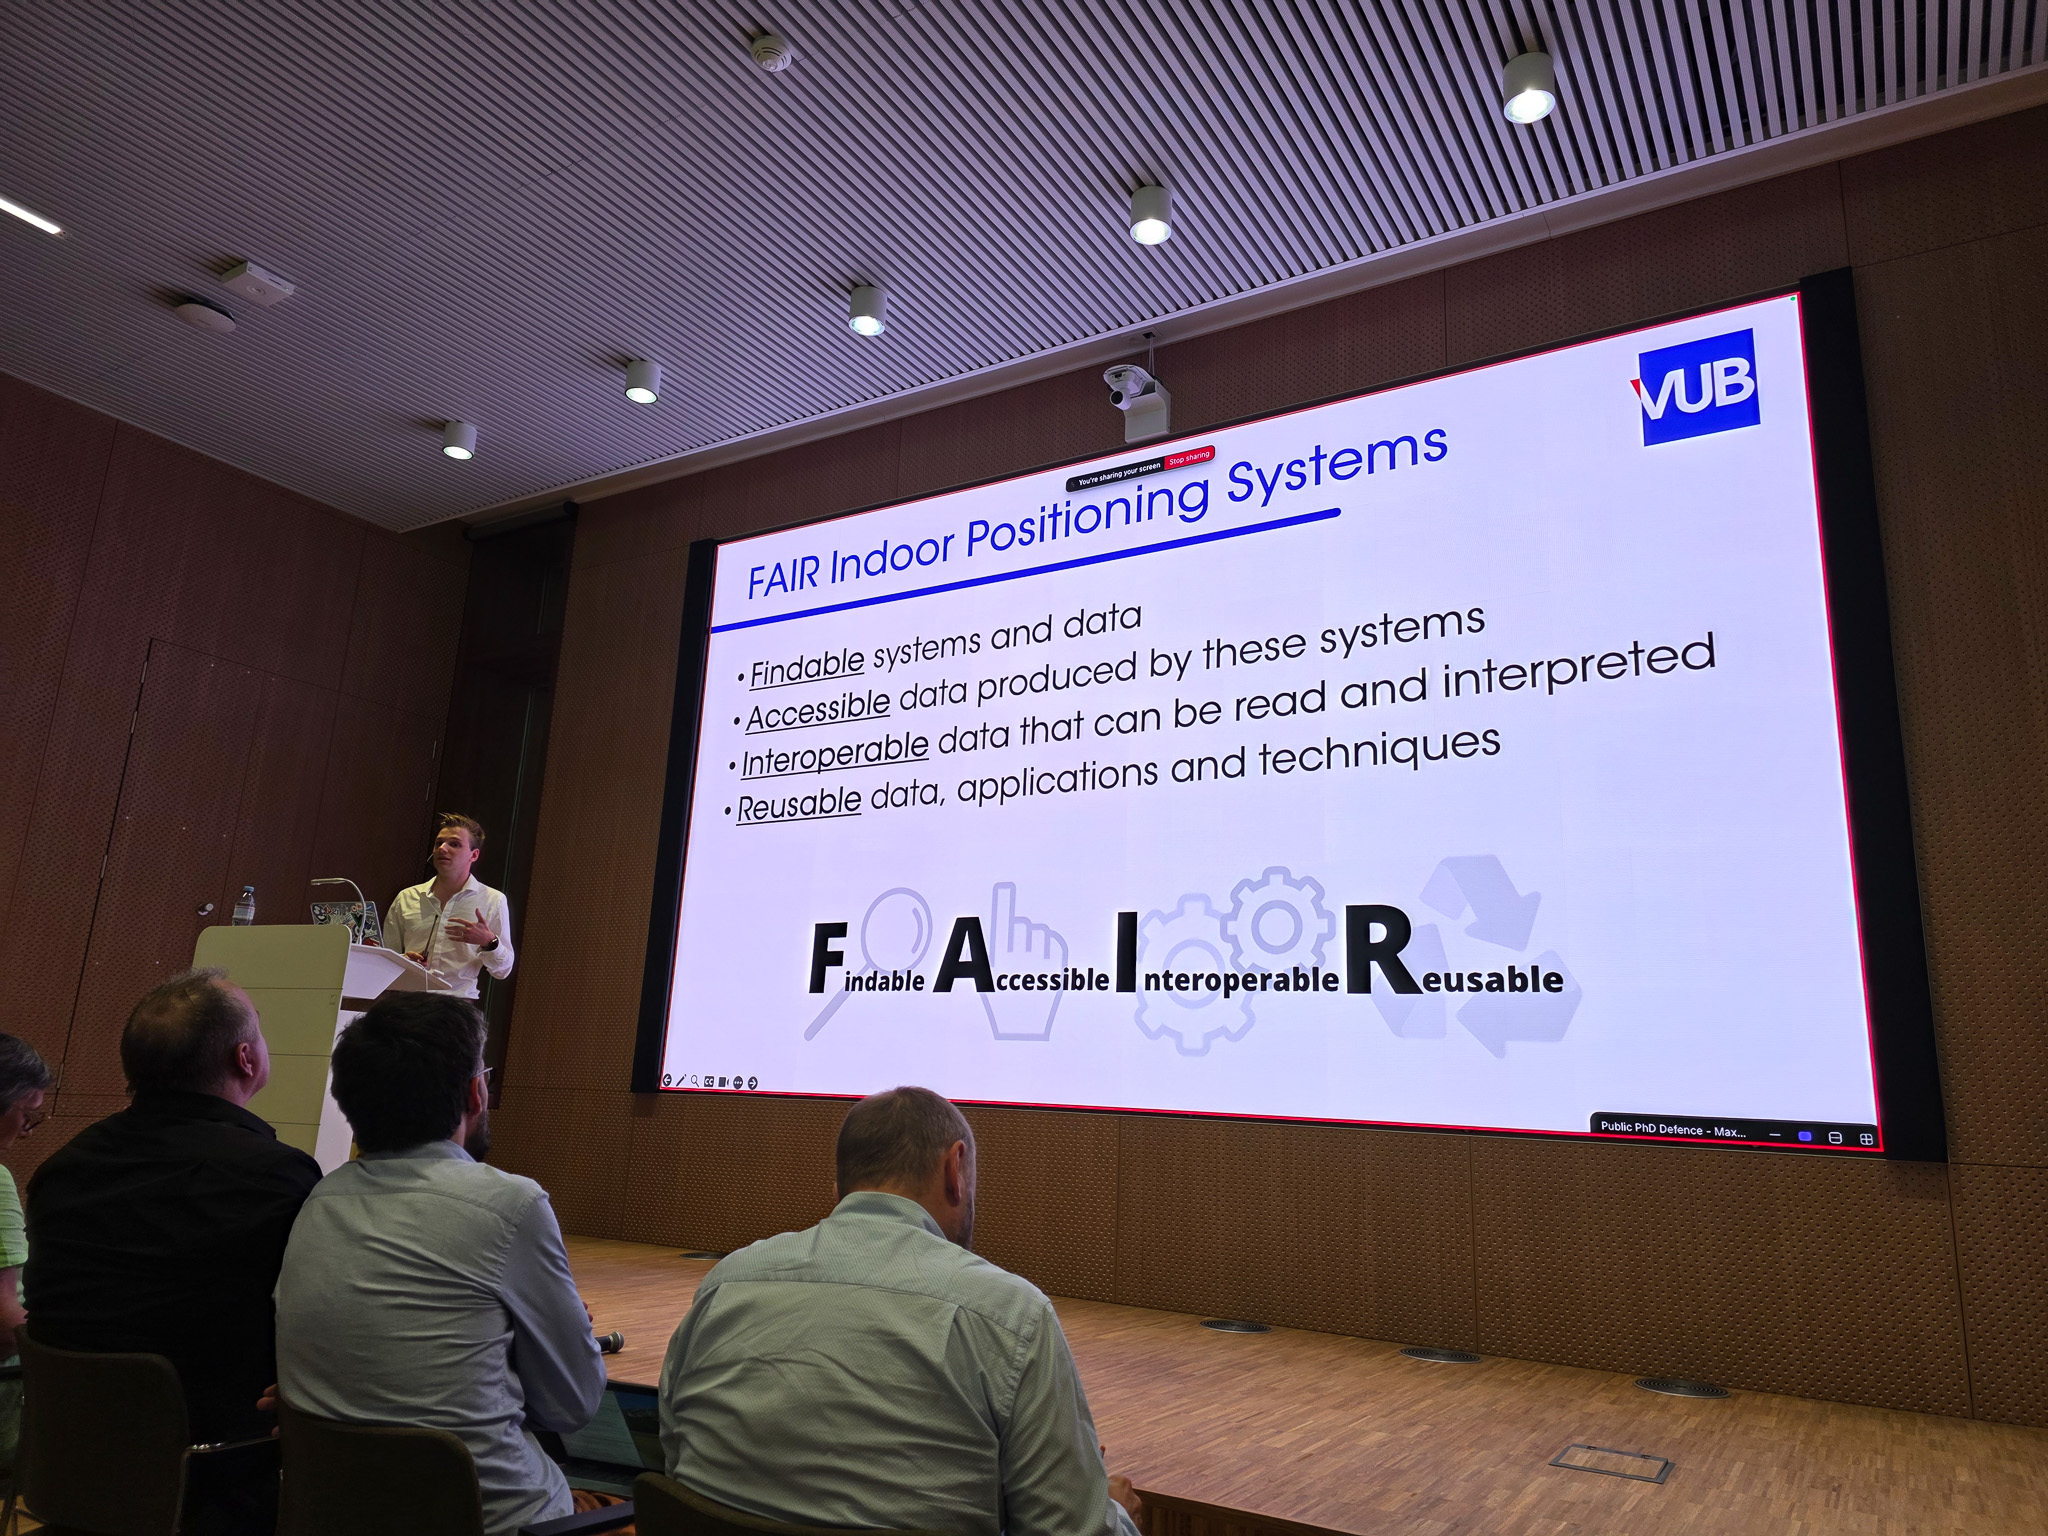 VUB
You're sharing your screen Stop sharing
FAIR Indoor Positioning Systems
• Findable systems and data
• Accessible data produced by these systems
• Interoperable data that can be read and interpreted
• Reusable data, applications and techniques
Findable Accessible Interoperable Reusable
Public PhD Defence - Max...